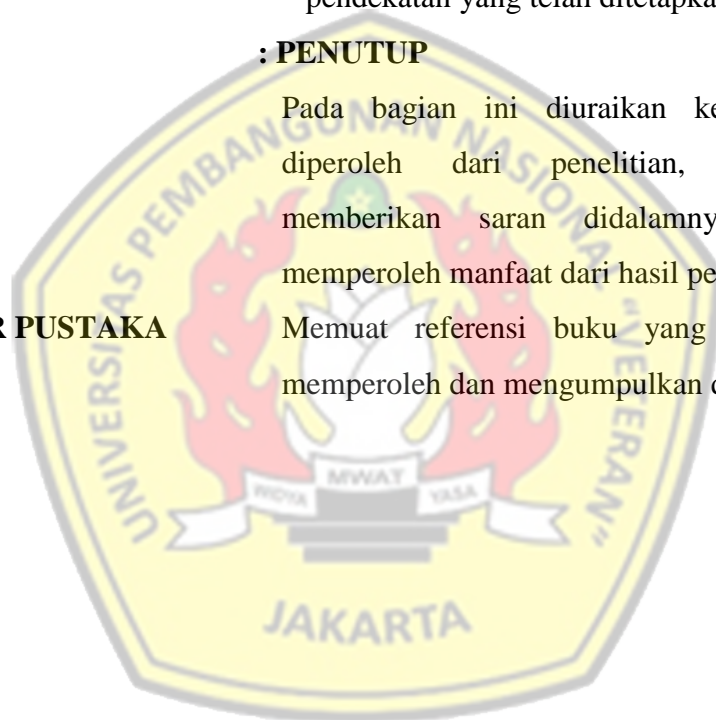 pendekatan yang telah ditetapka
: PENUTUP
Pada bagian ini diuraikan ke
diperoleh dari penelitian,
memberikan saran didalamny
memperoleh manfaat dari hasil pe
R PUSTAKA
Memuat referensi buku yang
memperoleh dan mengumpulkan d
UNIVERSITAS PEMBANGUNAN NASIONAL "VETERAN"
WIDYA MWAT YASA
JAKARTA